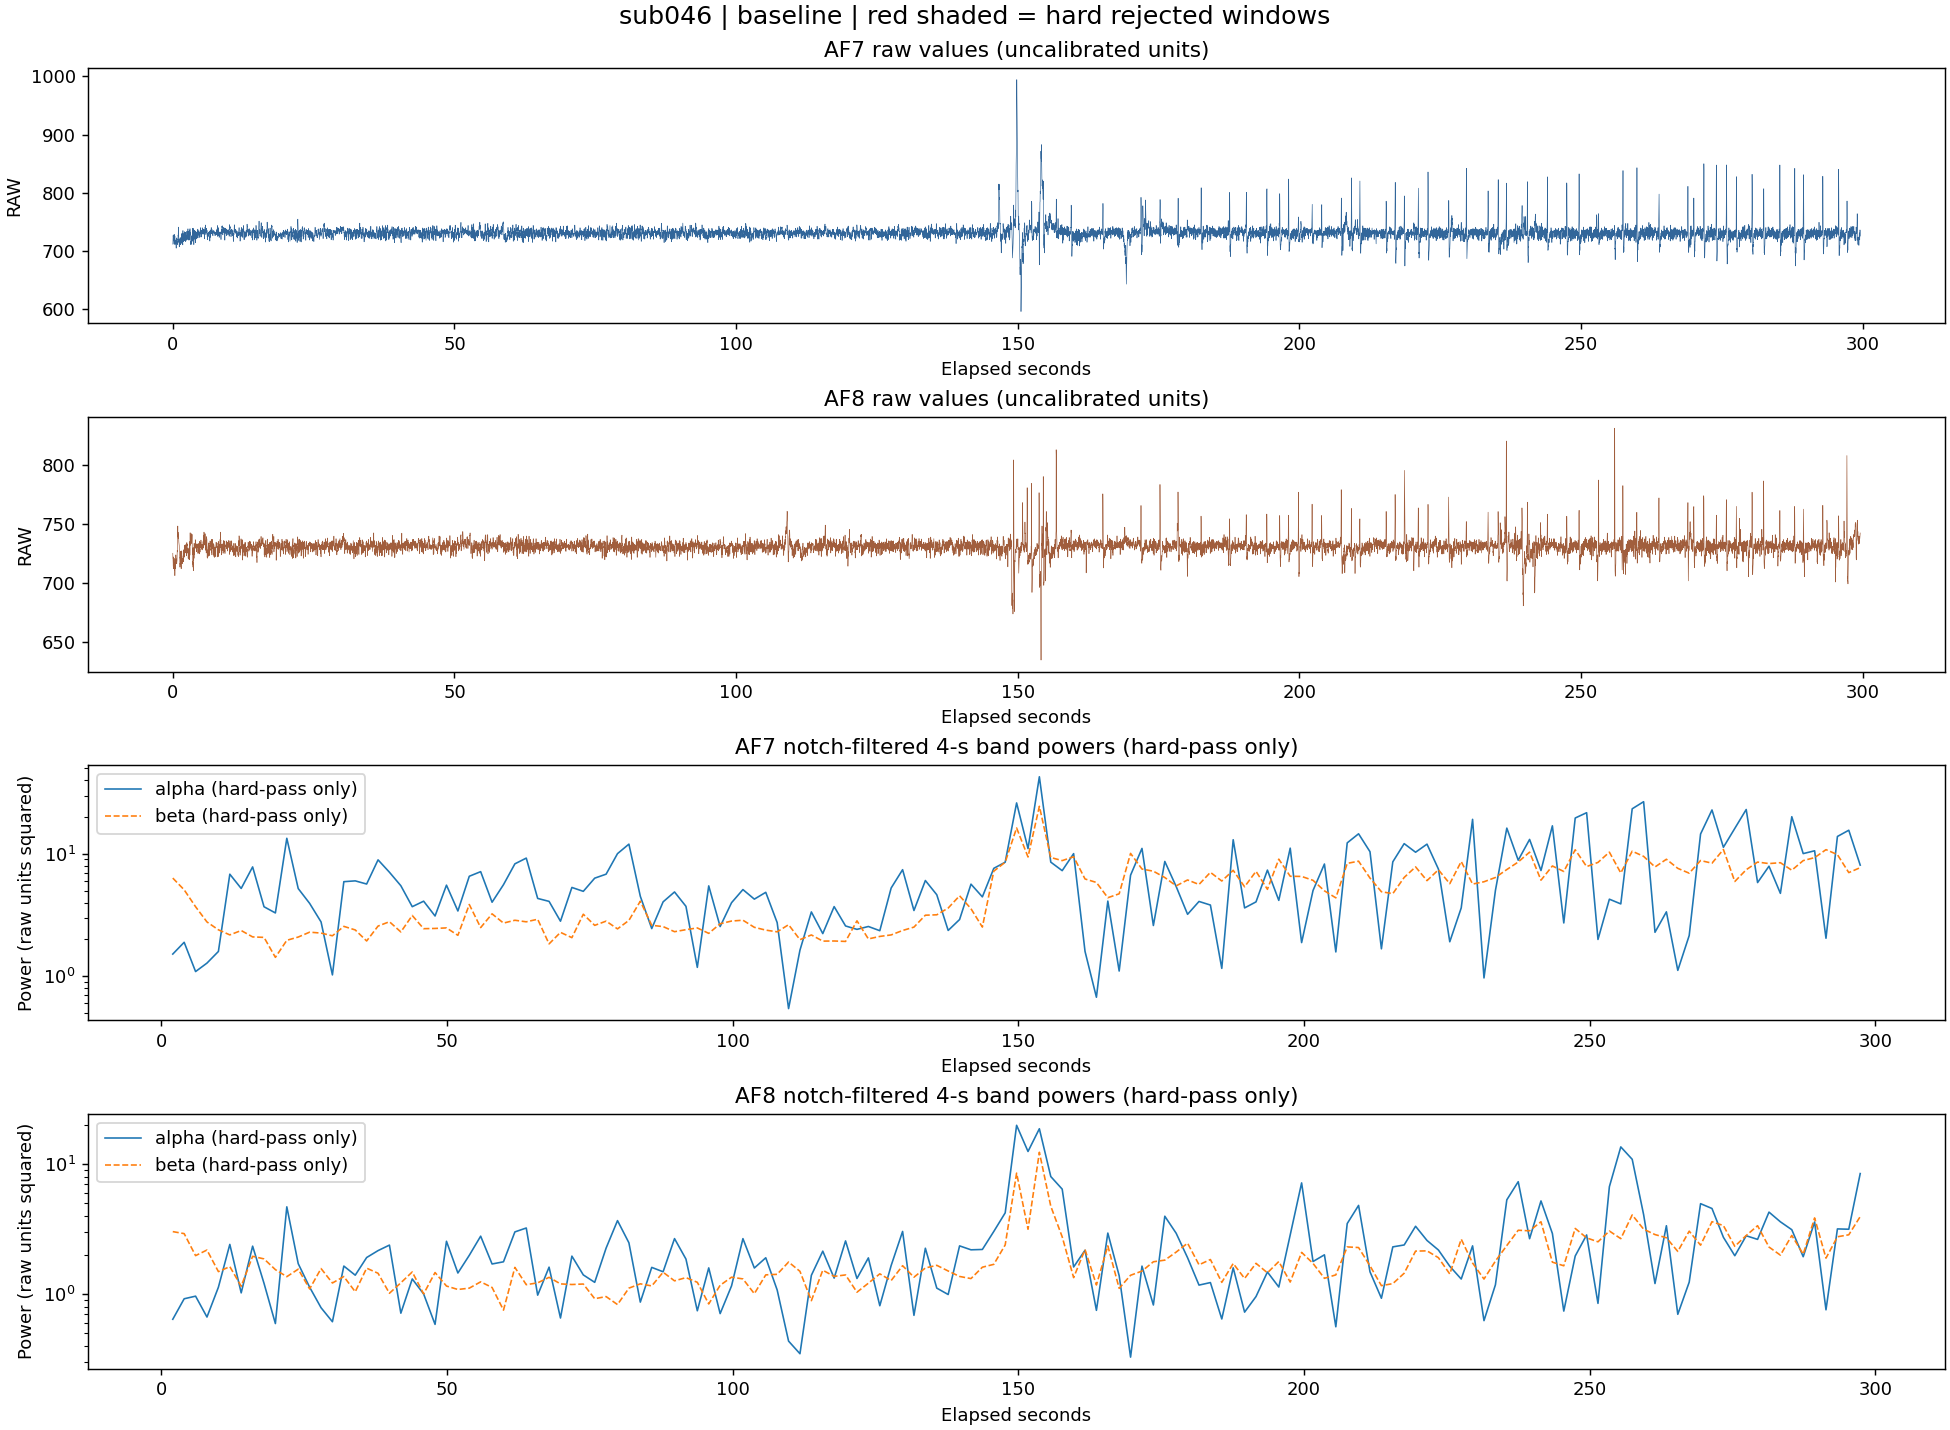 sub046 | baseline | red shaded = hard rejected windows
AF7 raw values (uncalibrated units)
RAW
1000
900
800
700
600
0 50 100 150 200 250 300
Elapsed seconds
AF8 raw values (uncalibrated units)
RAW
800
750
700
650
0 50 100 150 200 250 300
Elapsed seconds
AF7 notch-filtered 4-s band powers (hard-pass only)
Power (raw units squared)
alpha (hard-pass only)
beta (hard-pass only)
10¹
10⁰
0 50 100 150 200 250 300
Elapsed seconds
AF8 notch-filtered 4-s band powers (hard-pass only)
Power (raw units squared)
alpha (hard-pass only)
beta (hard-pass only)
10¹
10⁰
0 50 100 150 200 250 300
Elapsed seconds